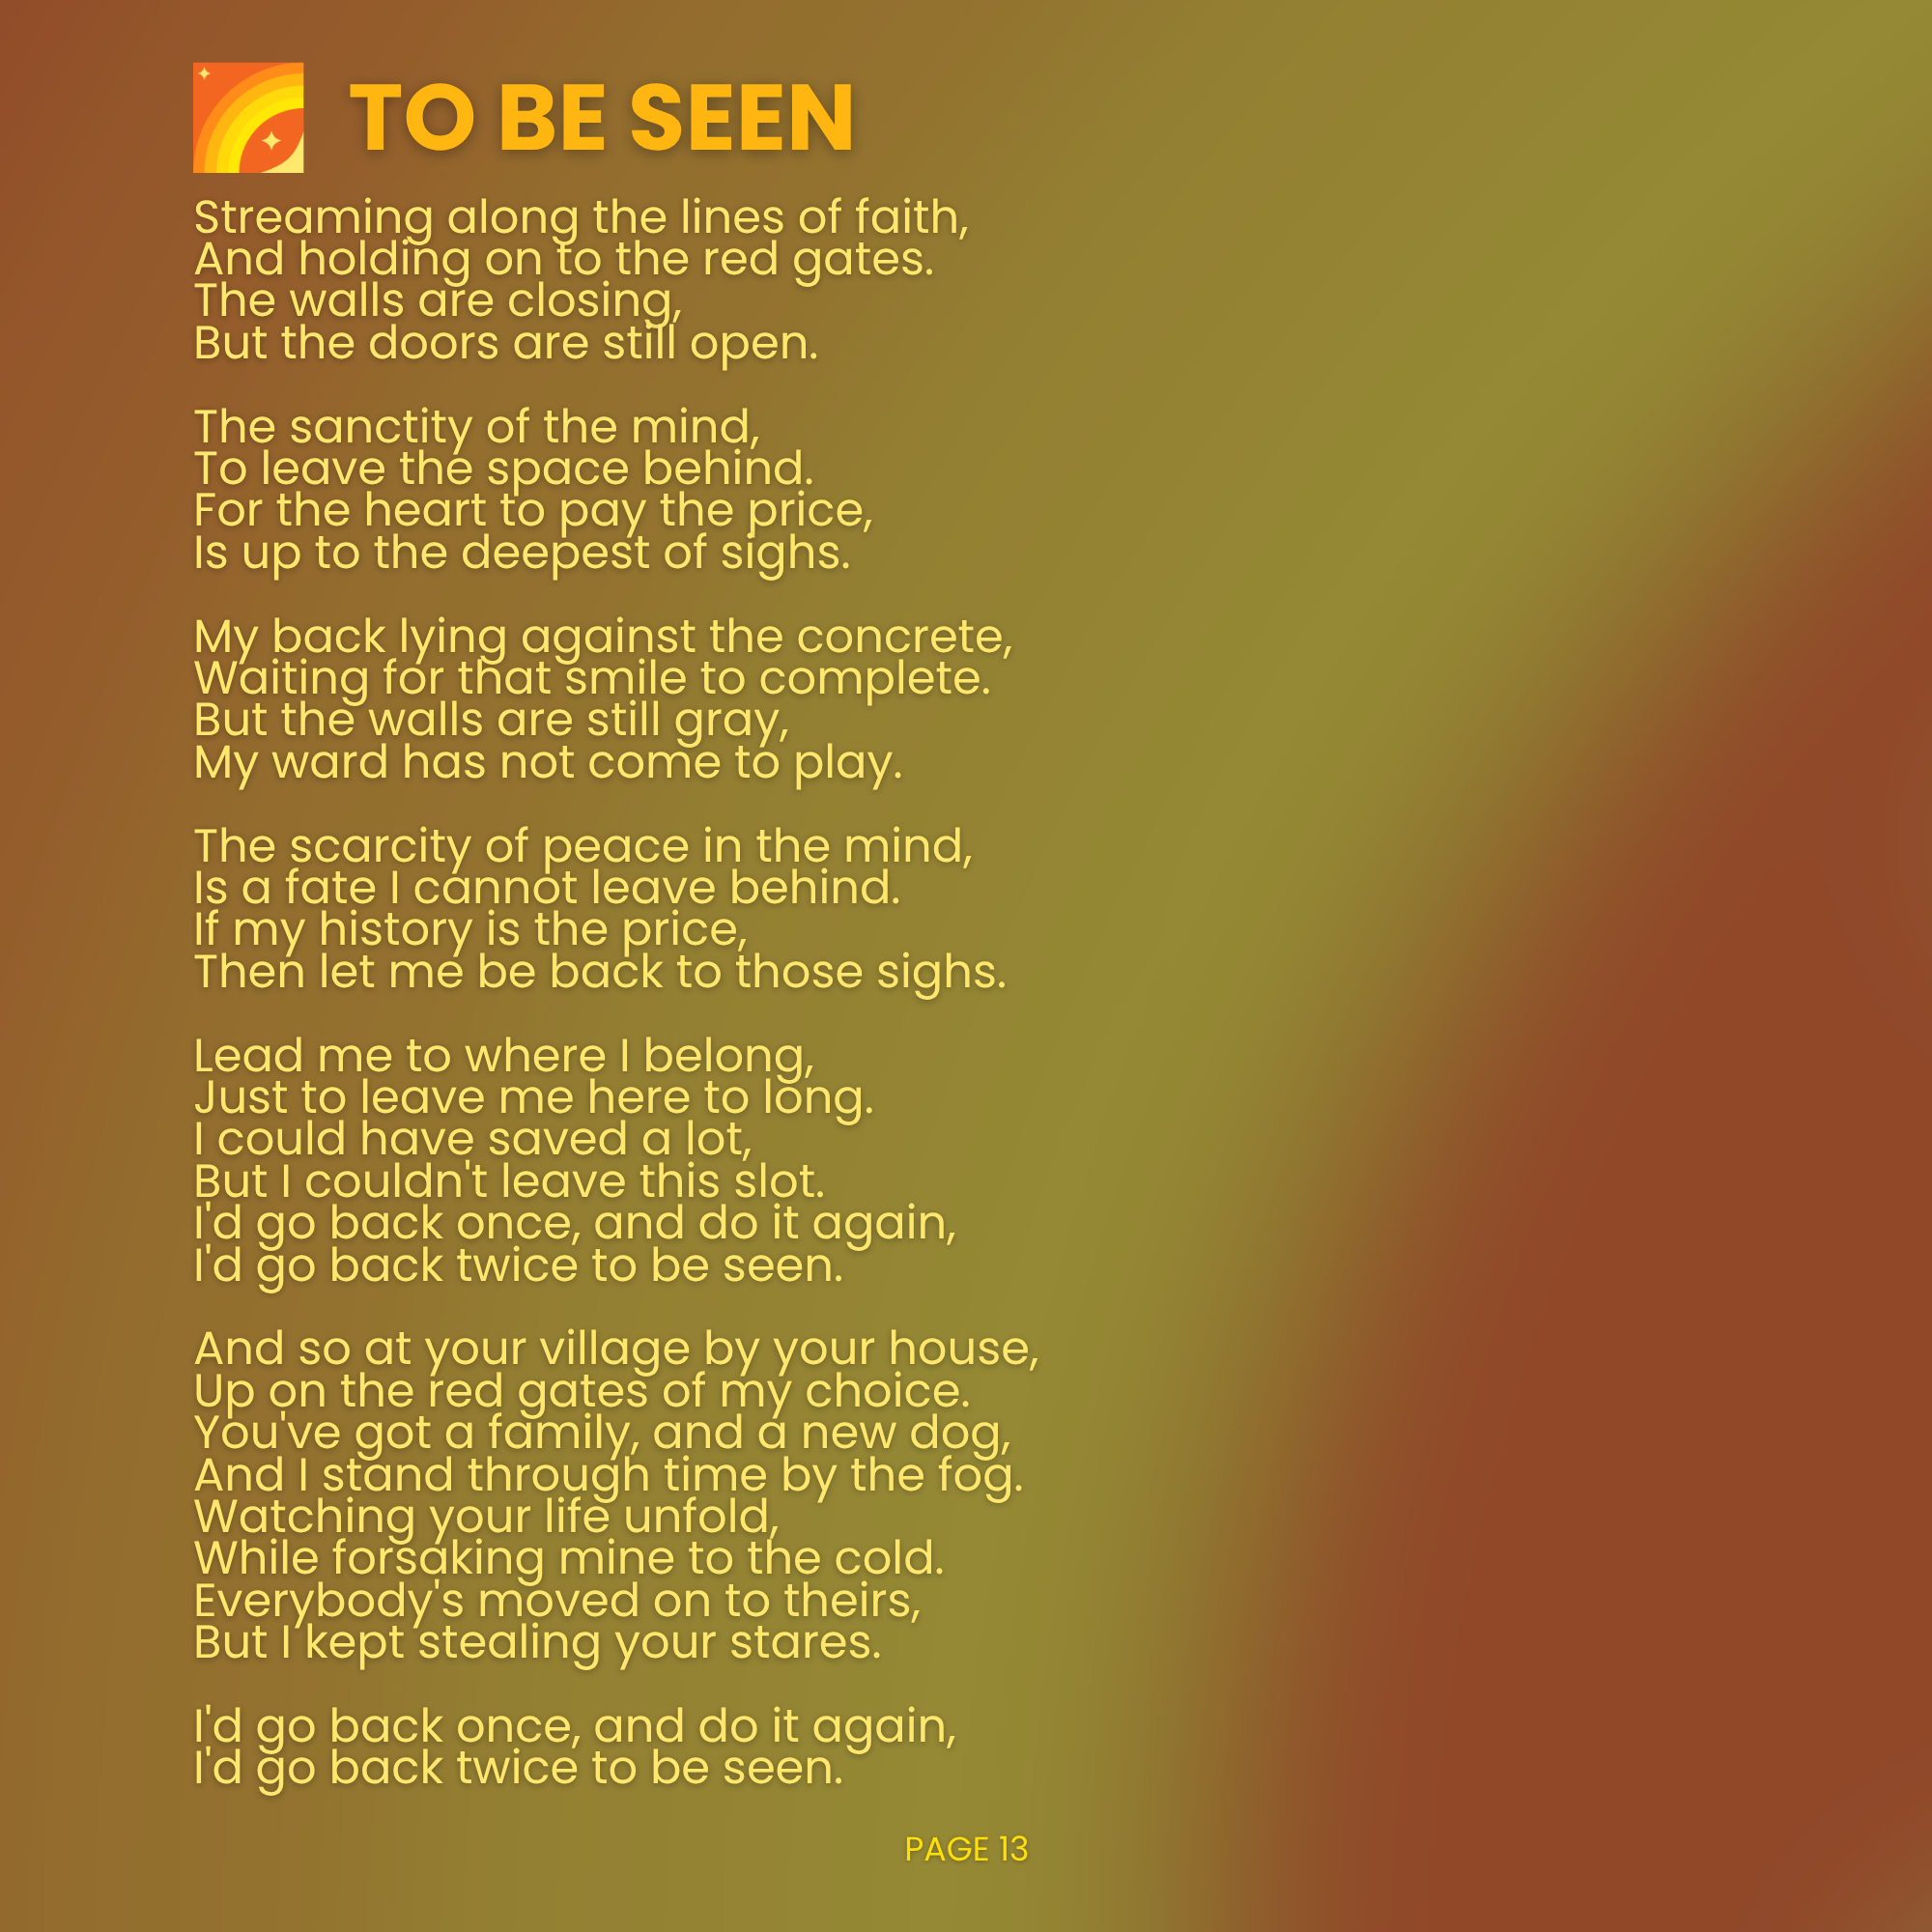 TO BE SEEN
Streaming along the lines of faith,
And holding on to the red gates.
The walls are closing,
But the doors are still open.
The sanctity of the mind,
To leave the space behind.
For the heart to pay the price,
Is up to the deepest of sighs.
My back lying against the concrete,
Waiting for that smile to complete.
But the walls are still gray,
My ward has not come to play.
The scarcity of peace in the mind,
Is a fate I cannot leave behind.
If my history is the price,
Then let me be back to those sighs.
Lead me to where I belong,
Just to leave me here to long.
I could have saved a lot,
But I couldn't leave this slot.
I'd go back once, and do it again,
I'd go back twice to be seen.
And so at your village by your house,
Up on the red gates of my choice.
You've got a family, and a new dog,
And I stand through time by the fog.
Watching your life unfold,
While forsaking mine to the cold.
Everybody's moved on to theirs,
But I kept stealing your stares.
I'd go back once, and do it again,
I'd go back twice to be seen.
PAGE 13